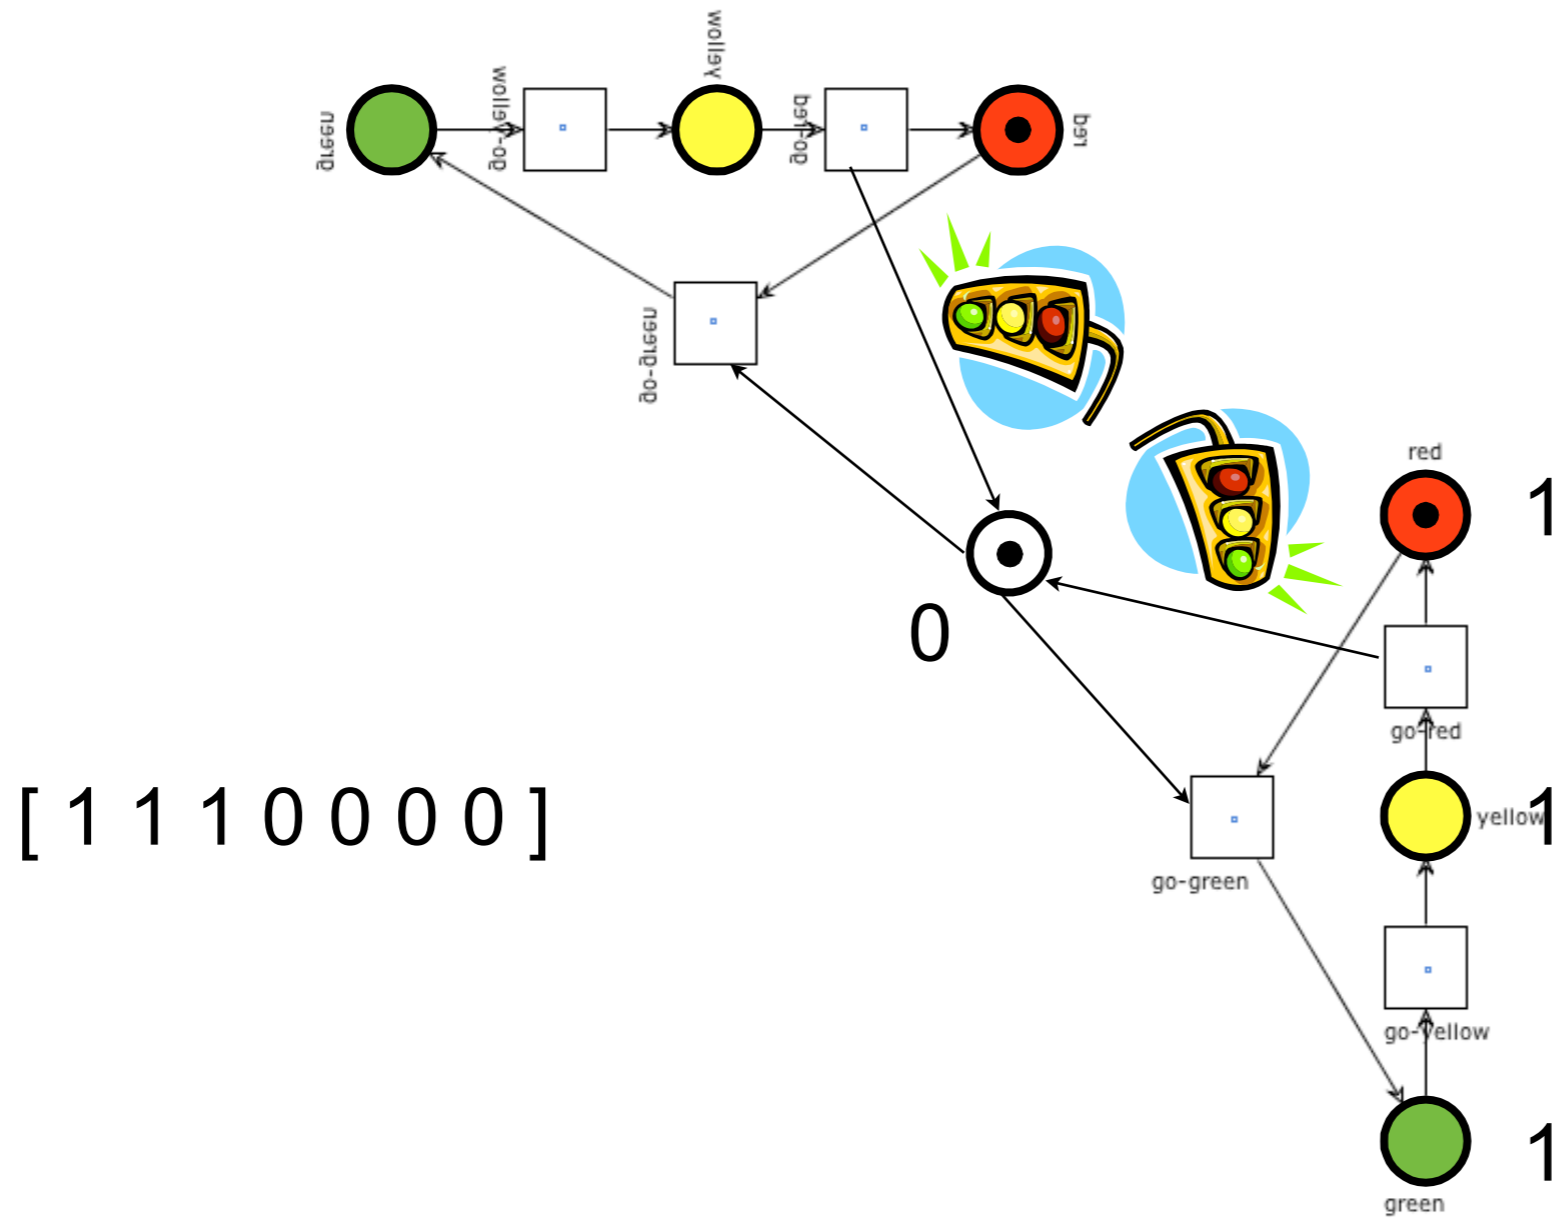 yellow
green
go-yellow
go-red
red
go-green
red
1
0
go-red
[ 1 1 1 0 0 0 0 ]
yellow
1
go-green
go-yellow
1
green